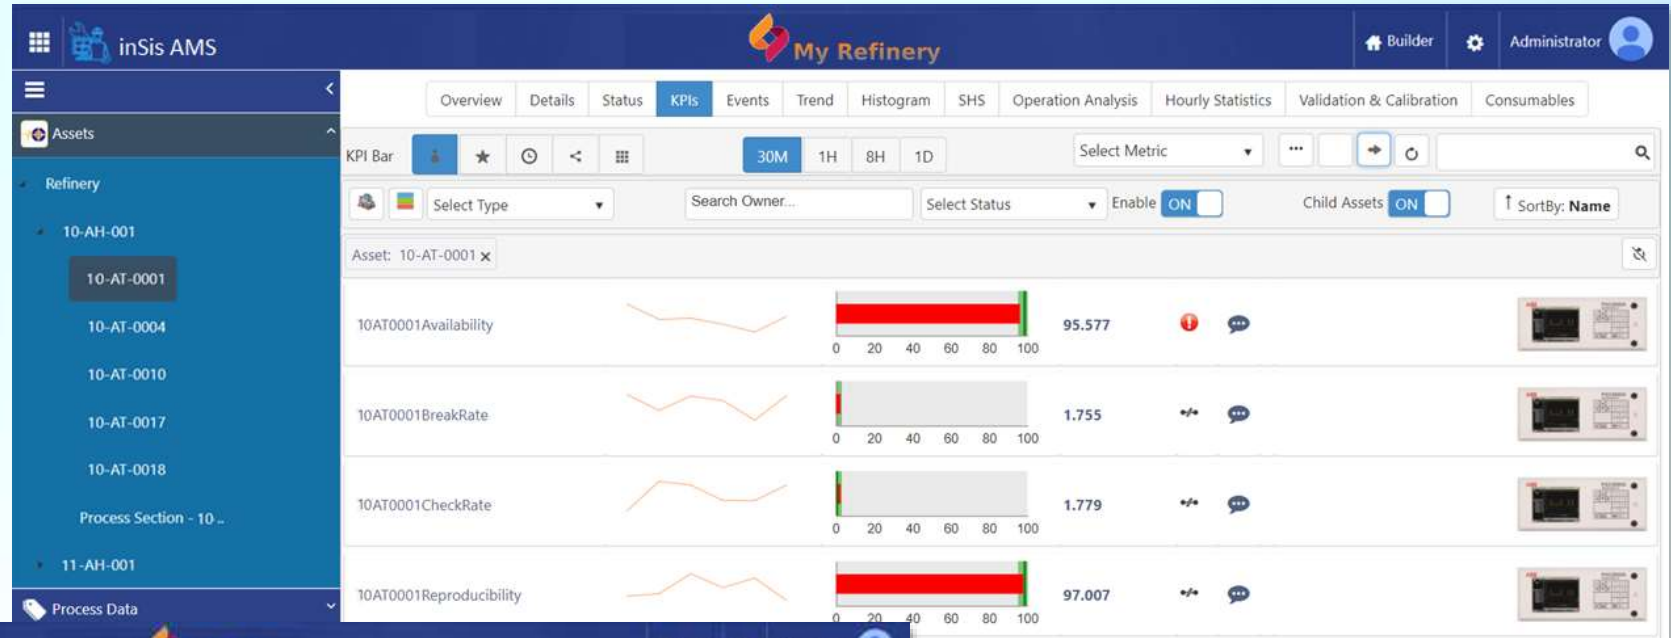 inSis AMS
My Refinery
Builder
Administrator
Overview Details Status KPIs Events Trend Histogram SHS Operation Analysis Hourly Statistics Validation & Calibration Consumables
Assets
KPI Bar 30M 1H 8H 1D Select Metric
Refinery
Select Type Search Owner... Select Status Enable ON Child Assets ON SortBy: Name
10-AH-001
Asset: 10-AT-0001 x
10-AT-0001
10-AT-0004
10-AT-0010
10-AT-0017
10-AT-0018
Process Section - 10 ..
11-AH-001
Process Data
10AT0001Availability 95.577
0 20 40 60 80 100
10AT0001BreakRate 1.755
0 20 40 60 80 100
10AT0001CheckRate 1.779
0 20 40 60 80 100
10AT0001Reproducibility 97.007
0 20 40 60 80 100